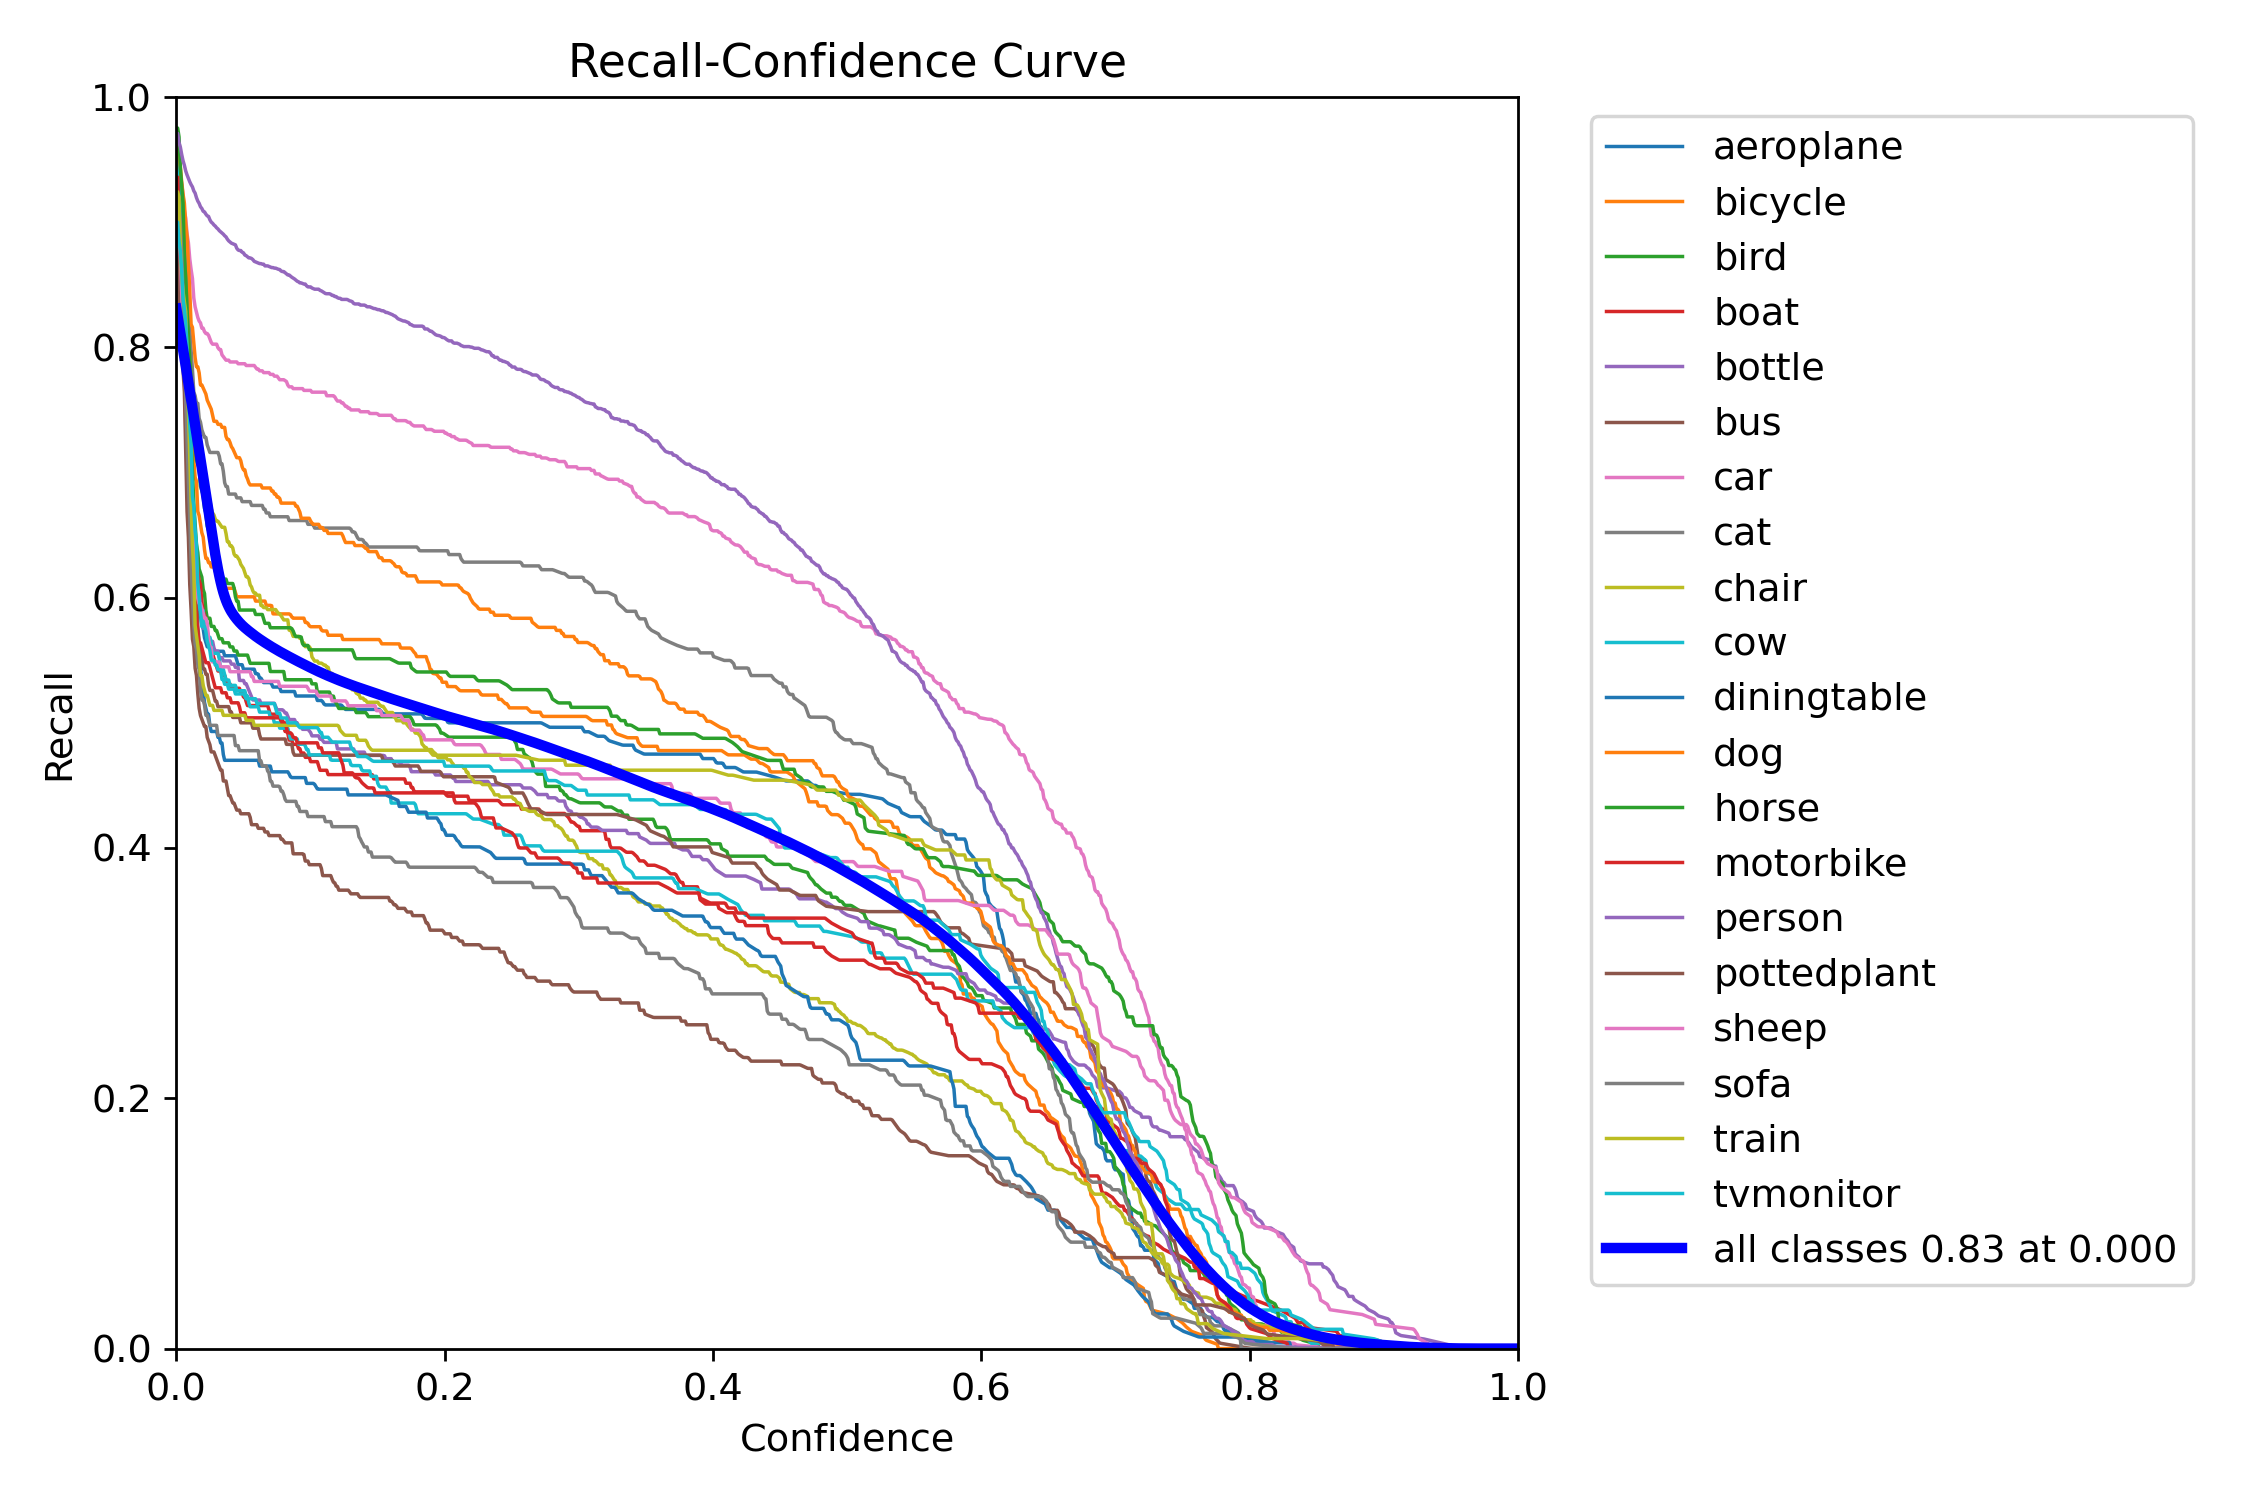 Recall-Confidence Curve
1.0
0.8
0.6
0.4
0.2
0.0
Recall
0.0 0.2 0.4 0.6 0.8 1.0
Confidence
aeroplane
bicycle
bird
boat
bottle
bus
car
cat
chair
cow
diningtable
dog
horse
motorbike
person
pottedplant
sheep
sofa
train
tvmonitor
all classes 0.83 at 0.000